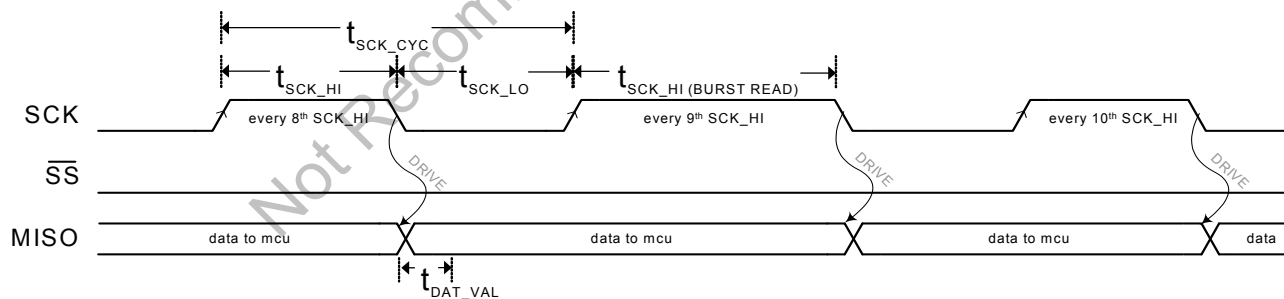 tSCK_CYC
tSCK_HI tSCK_LO tSCK_HI (BURST READ)
SCK every 8th SCK_HI every 9th SCK_HI every 10th SCK_HI
DRIVE DRIVE DRIVE
SS
MISO data to mcu data to mcu data to mcu data
tDAT_VAL
Not Recom